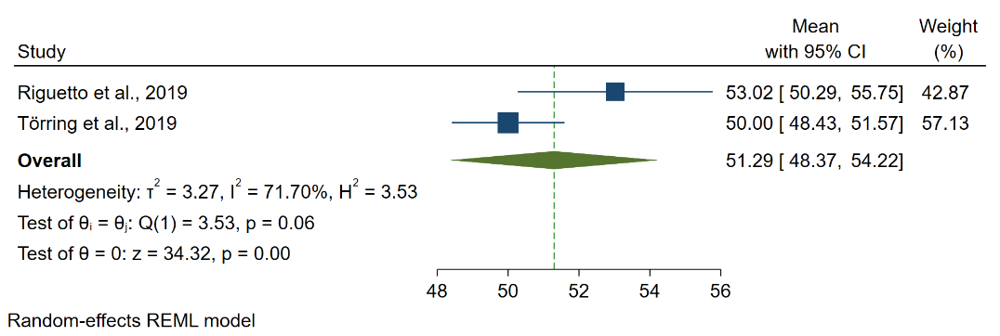 Mean Weight
Study with 95% CI (%)
Riguetto et al., 2019 53.02 [ 50.29, 55.75] 42.87
Törring et al., 2019 50.00 [ 48.43, 51.57] 57.13
Overall 51.29 [ 48.37, 54.22]
Heterogeneity: τ² = 3.27, I² = 71.70%, H² = 3.53
Test of θᵢ = θⱼ: Q(1) = 3.53, p = 0.06
Test of θ = 0: z = 34.32, p = 0.00
48 50 52 54 56
Random-effects REML model